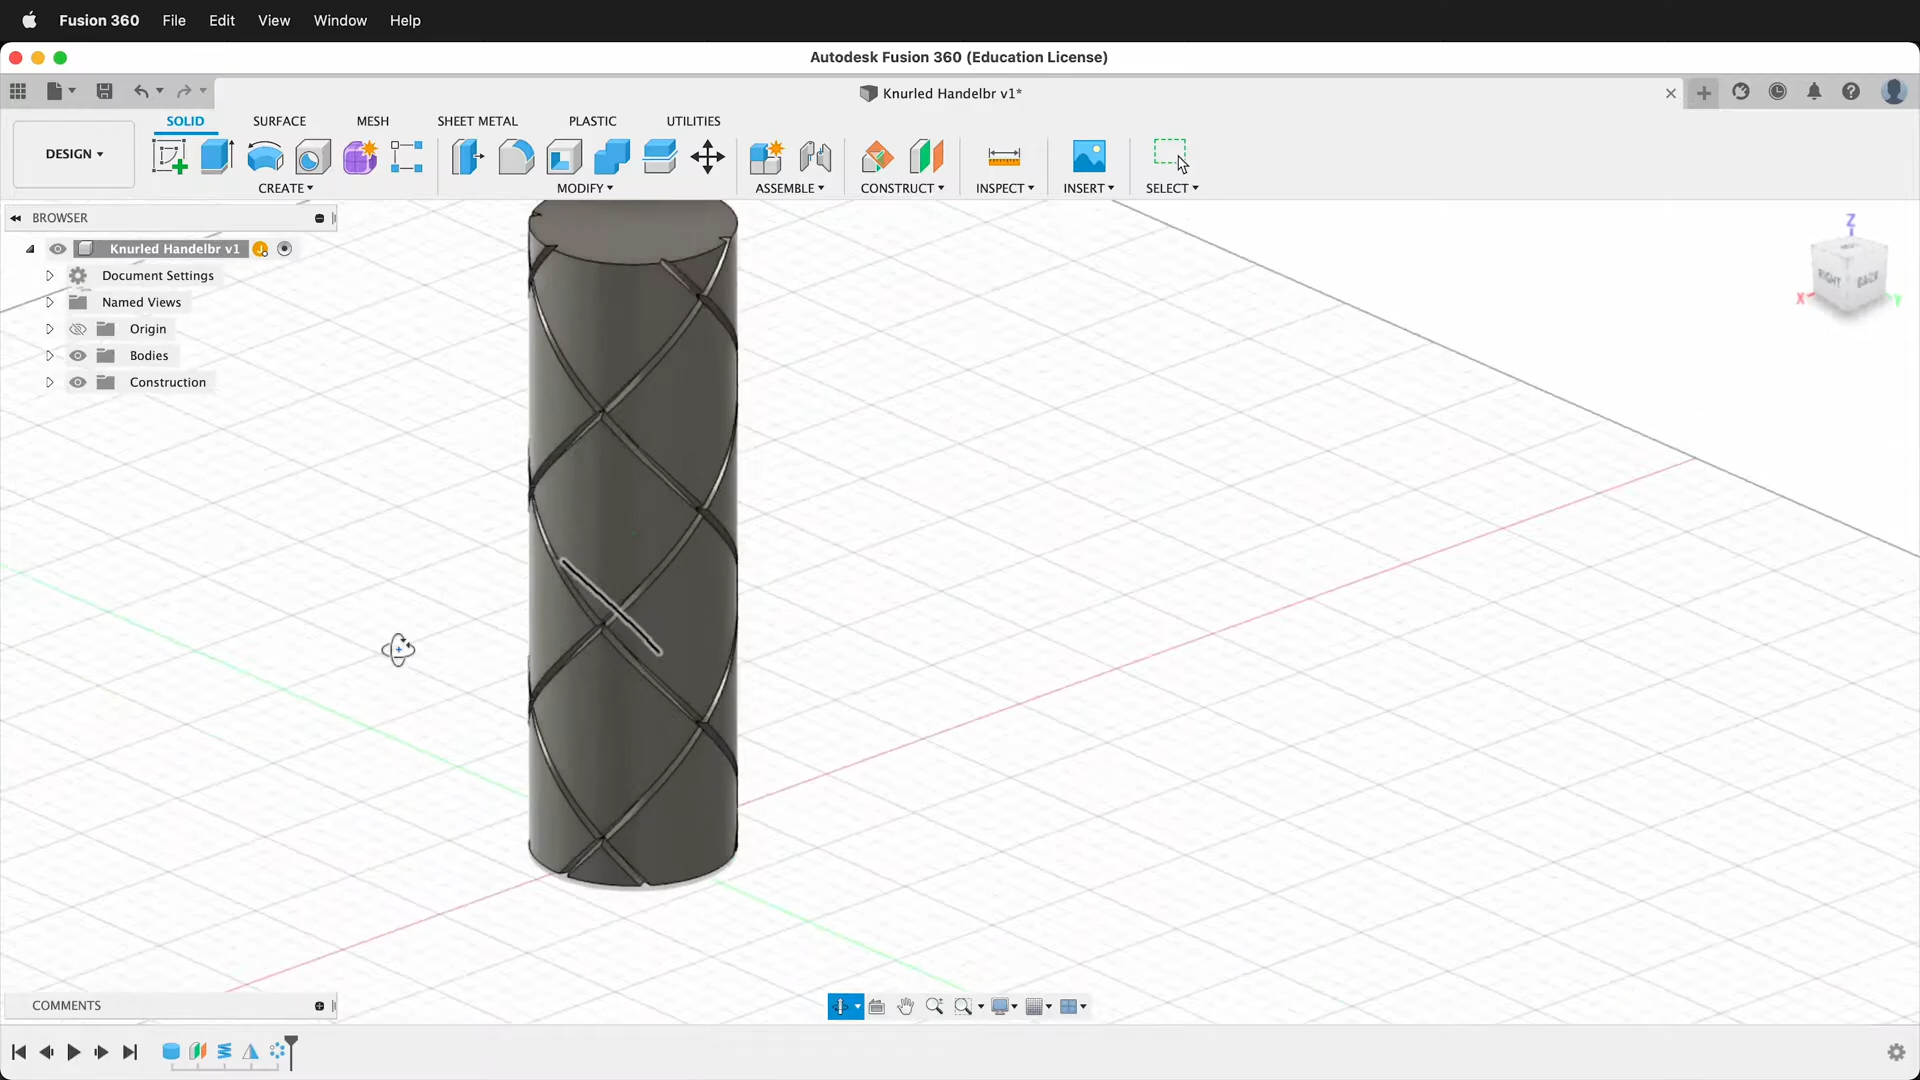 Fusion 360 File Edit View Window Help
Autodesk Fusion 360 (Education License)
Knurled Handelbr v1*
SOLID SURFACE MESH SHEET METAL PLASTIC UTILITIES
DESIGN
CREATE MODIFY ASSEMBLE CONSTRUCT INSPECT INSERT SELECT
BROWSER
Knurled Handelbr v1
Document Settings
Named Views
Origin
Bodies
Construction
Z
RIGHT BACK
X Y
COMMENTS